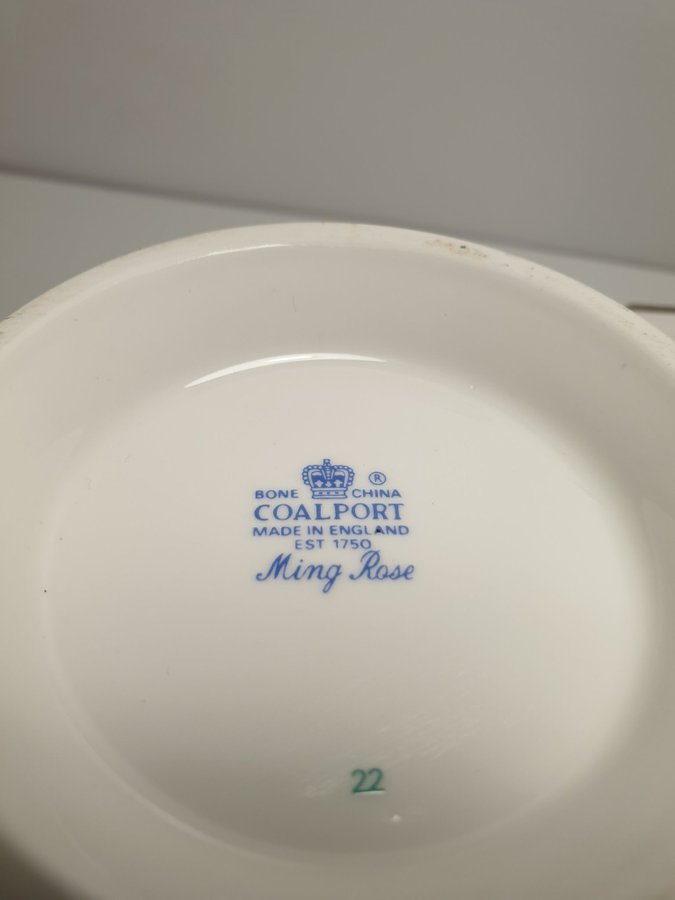 BONE CHINA ®
COALPORT
MADE IN ENGLAND
EST 1750
Ming Rose
22